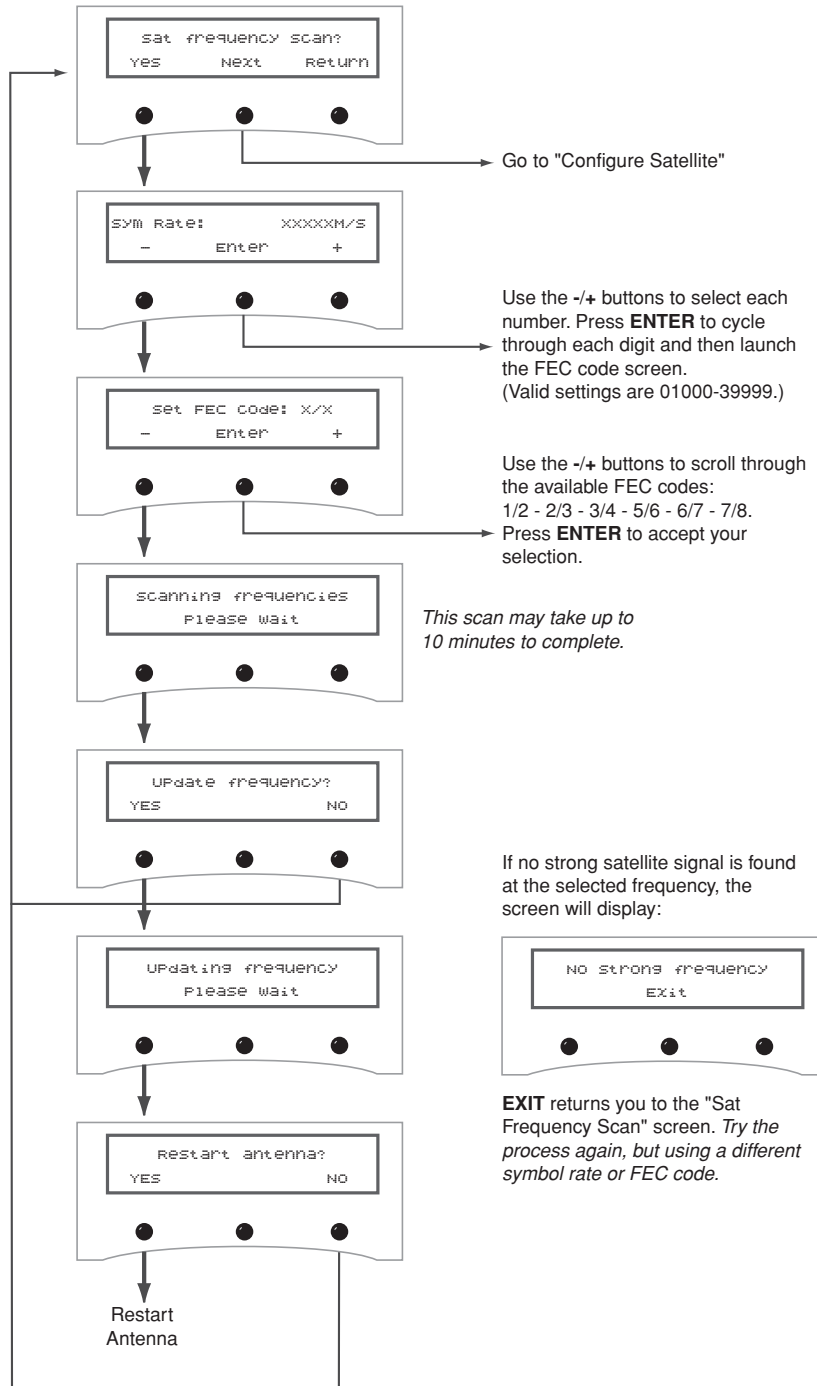 Sat frequency scan?
Yes Next Return
Go to "Configure Satellite"
Sym Rate: XXXXXM/S
- Enter +
Use the -/+ buttons to select each
number. Press ENTER to cycle
through each digit and then launch
the FEC code screen.
(Valid settings are 01000-39999.)
Set FEC Code: X/X
- Enter +
Use the -/+ buttons to scroll through
the available FEC codes:
1/2 - 2/3 - 3/4 - 5/6 - 6/7 - 7/8.
Press ENTER to accept your
selection.
Scanning frequencies
Please Wait
This scan may take up to
10 minutes to complete.
Update frequency?
YES NO
If no strong satellite signal is found
at the selected frequency, the
screen will display:
Updating frequency
Please Wait
No strong frequency
Exit
EXIT returns you to the "Sat
Frequency Scan" screen. Try the
process again, but using a different
symbol rate or FEC code.
Restart antenna?
YES NO
Restart
Antenna